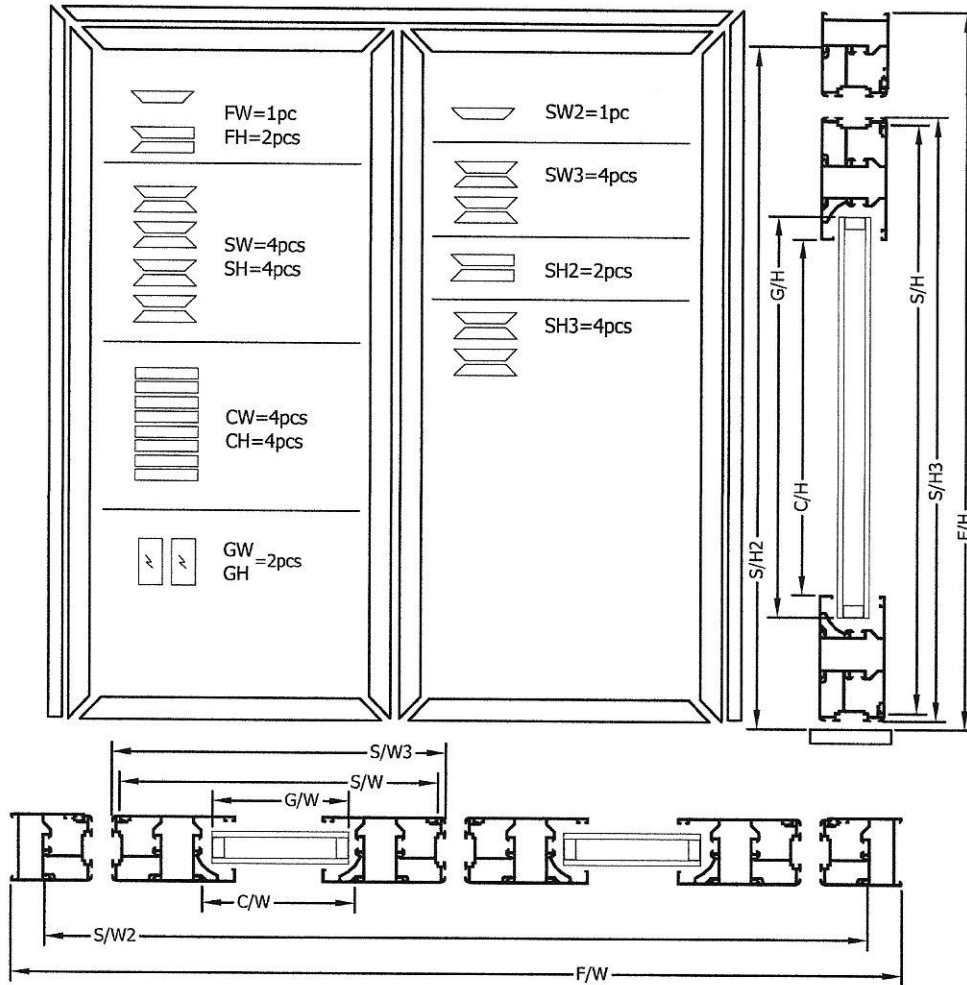 FW=1pc
FH=2pcs
SW=4pcs
SH=4pcs
CW=4pcs
CH=4pcs
GW
GH
=2pcs
SW2=1pc
SW3=4pcs
SH2=2pcs
SH3=4pcs
G/H
C/H
S/H2
S/H
S/H3
F/H
S/W3
S/W
G/W
C/W
S/W2
F/W